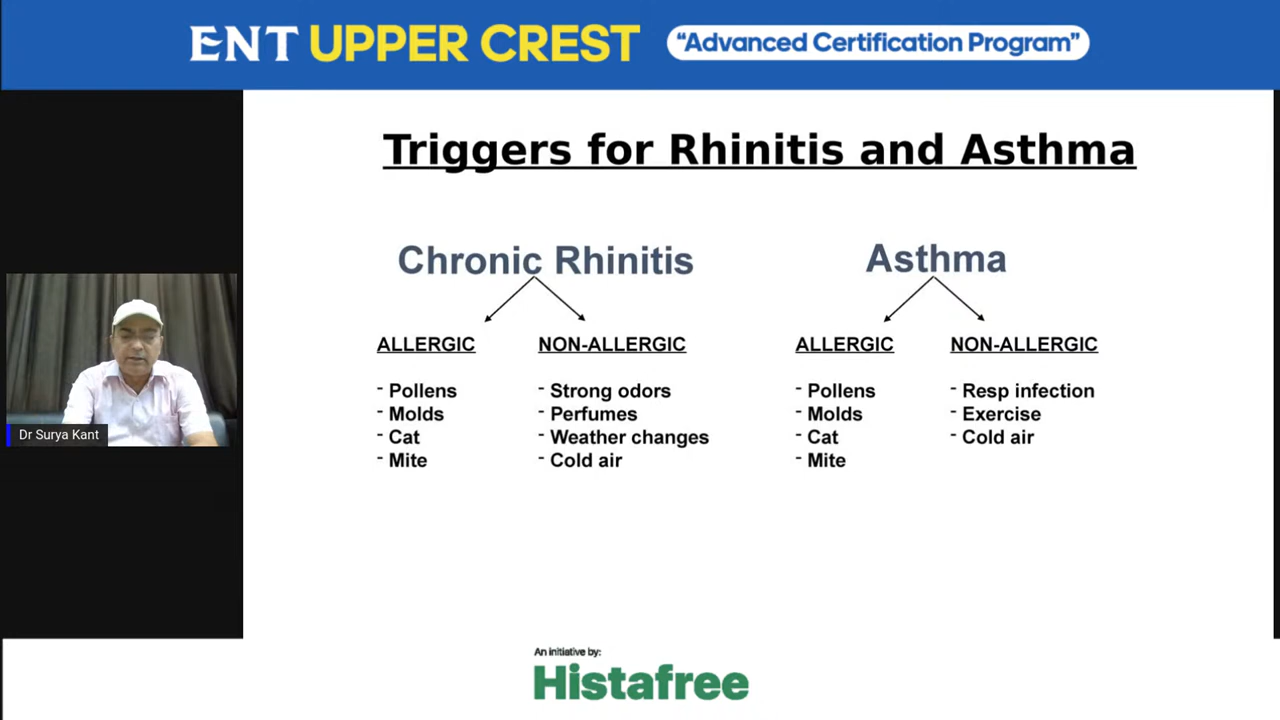 ENT UPPER CREST "Advanced Certification Program"
Triggers for Rhinitis and Asthma
Chronic Rhinitis
ALLERGIC
- Pollens
- Molds
- Cat
- Mite
NON-ALLERGIC
- Strong odors
- Perfumes
- Weather changes
- Cold air
Asthma
ALLERGIC
- Pollens
- Molds
- Cat
- Mite
NON-ALLERGIC
- Resp infection
- Exercise
- Cold air
Dr Surya Kant
An initiative by:
Histafree